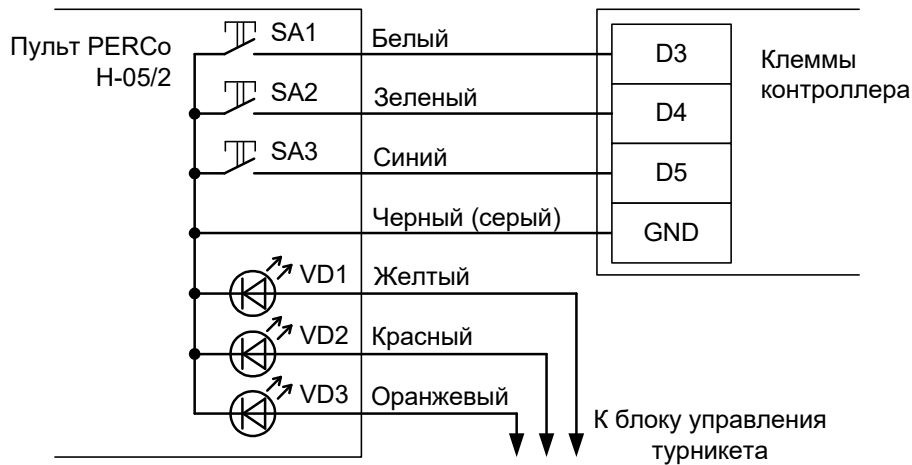 Пульт PERCo
H-05/2
SA1
Белый
D3
Клеммы
контроллера
SA2
Зеленый
D4
SA3
Синий
D5
Черный (серый)
GND
VD1
Желтый
VD2
Красный
VD3
Оранжевый
К блоку управления
турникета